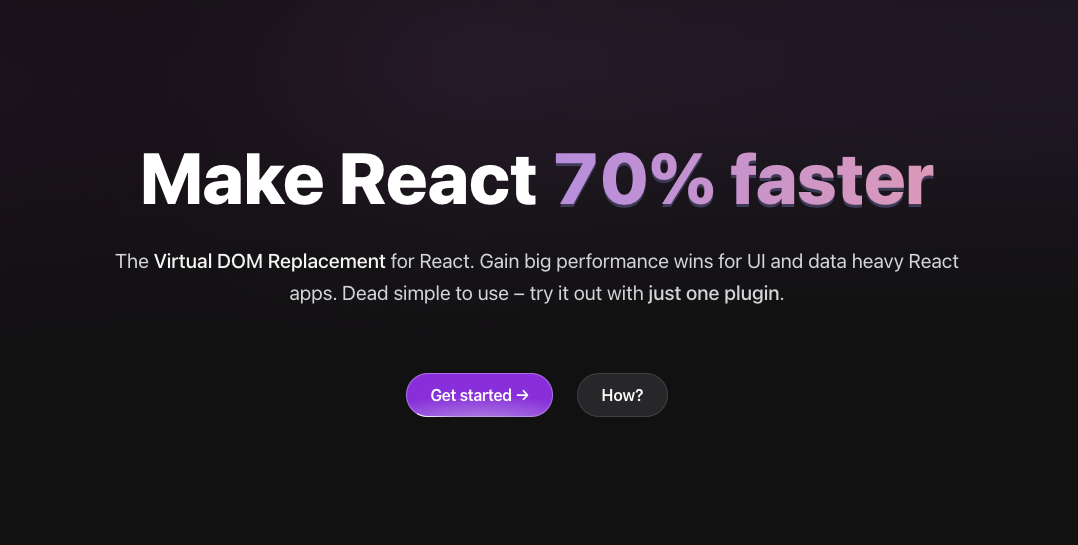 Make React 70% faster
The Virtual DOM Replacement for React. Gain big performance wins for UI and data heavy React
apps. Dead simple to use – try it out with just one plugin.
Get started →
How?